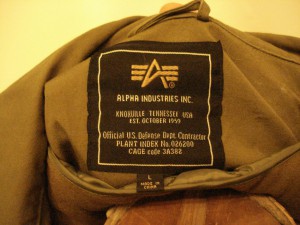 ALPHA INDUSTRIES INC.
KNOXVILLE TENNESSEE USA
EST. OCTOBER 1959
Official U.S. Defense Dept. Contractor
PLANT INDEX No. 026200
CAGE code 3A388
L
MADE IN